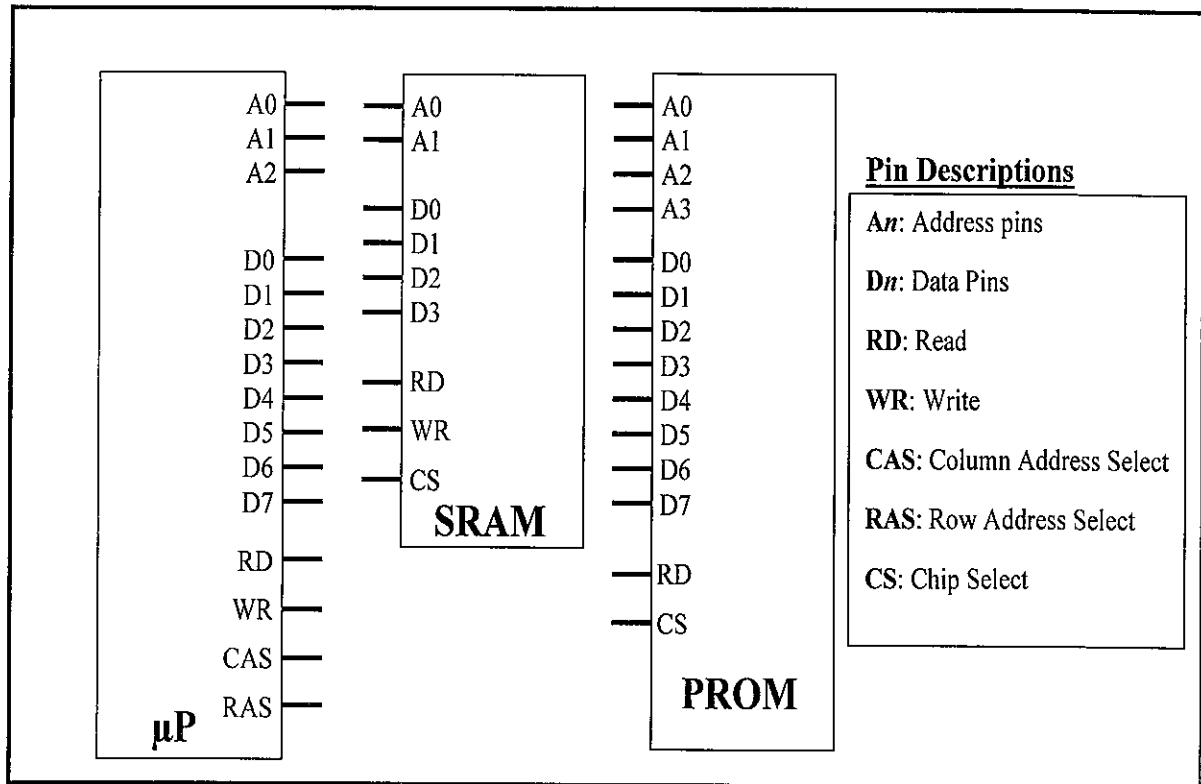 A0
A1
A2
D0
D1
D2
D3
D4
D5
D6
D7
RD
WR
CAS
RAS
µP
A0
A1
D0
D1
D2
D3
RD
WR
CS
SRAM
A0
A1
A2
A3
D0
D1
D2
D3
D4
D5
D6
D7
RD
CS
PROM
Pin Descriptions
An: Address pins
Dn: Data Pins
RD: Read
WR: Write
CAS: Column Address Select
RAS: Row Address Select
CS: Chip Select